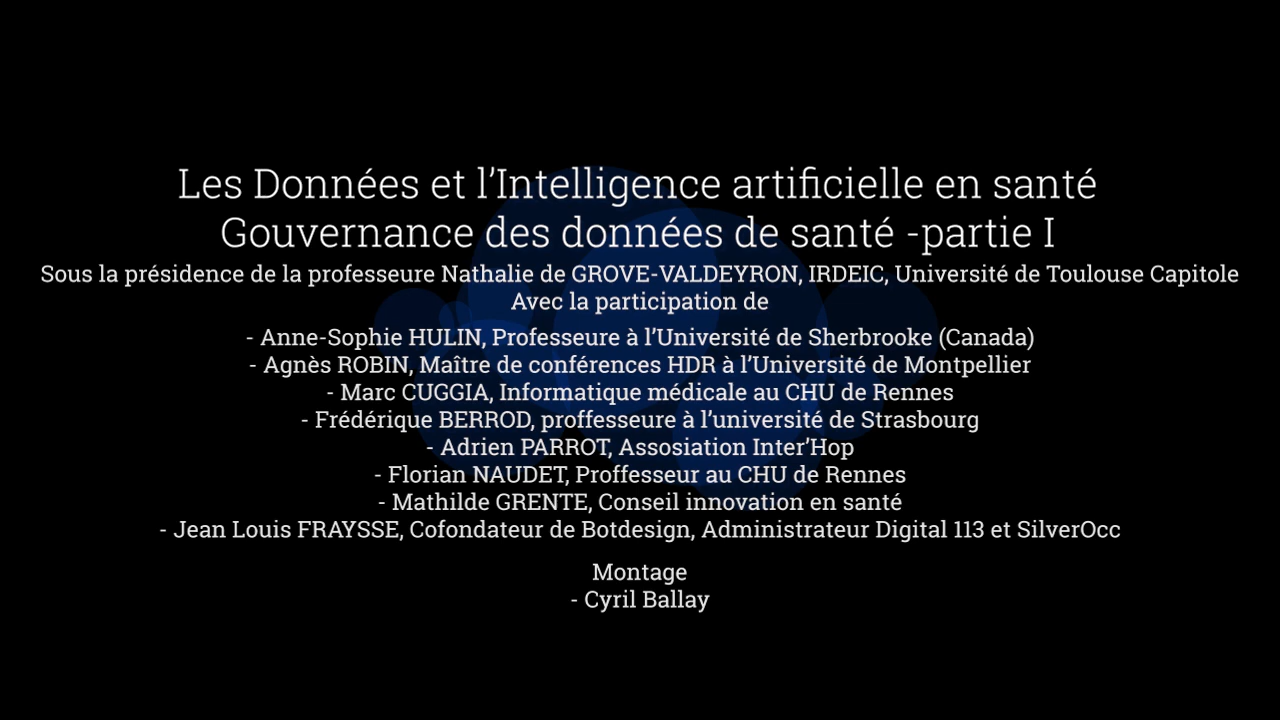 Les Données et l’Intelligence artificielle en santé
Gouvernance des données de santé -partie I
Sous la présidence de la professeure Nathalie de GROVE-VALDEYRON, IRDEIC, Université de Toulouse Capitole
Avec la participation de
- Anne-Sophie HULIN, Professeure à l’Université de Sherbrooke (Canada)
- Agnès ROBIN, Maître de conférences HDR à l’Université de Montpellier
- Marc CUGGIA, Informatique médicale au CHU de Rennes
- Frédérique BERROD, proffesseure à l’université de Strasbourg
- Adrien PARROT, Assosiation Inter’Hop
- Florian NAUDET, Proffesseur au CHU de Rennes
- Mathilde GRENTE, Conseil innovation en santé
- Jean Louis FRAYSSE, Cofondateur de Botdesign, Administrateur Digital 113 et SilverOcc
Montage
- Cyril Ballay